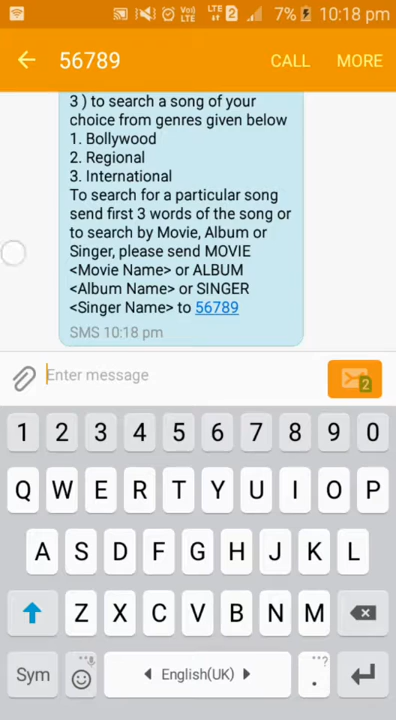 Vo)) LTE LTE 2 7% 10:18 pm
56789 CALL MORE
3 ) to search a song of your
choice from genres given below
1. Bollywood
2. Regional
3. International
To search for a particular song
send first 3 words of the song or
to search by Movie, Album or
Singer, please send MOVIE
<Movie Name> or ALBUM
<Album Name> or SINGER
<Singer Name> to 56789
SMS 10:18 pm
Enter message 2
1 2 3 4 5 6 7 8 9 0
Q W E R T Y U I O P
A S D F G H J K L
Z X C V B N M
Sym English(UK) . ...?